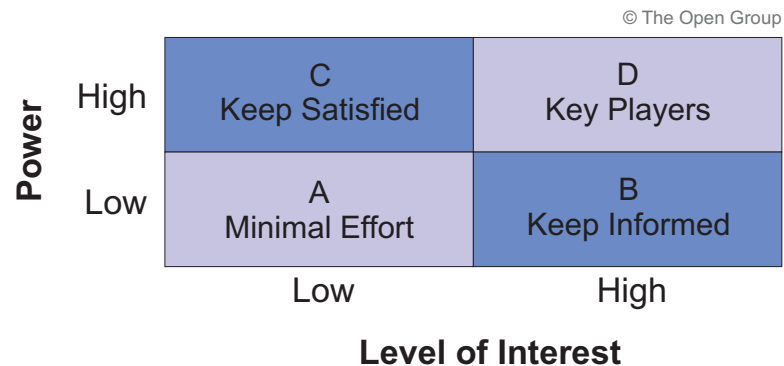 © The Open Group
Power
High
C
Keep Satisfied
D
Key Players
Low
A
Minimal Effort
B
Keep Informed
Low
High
Level of Interest